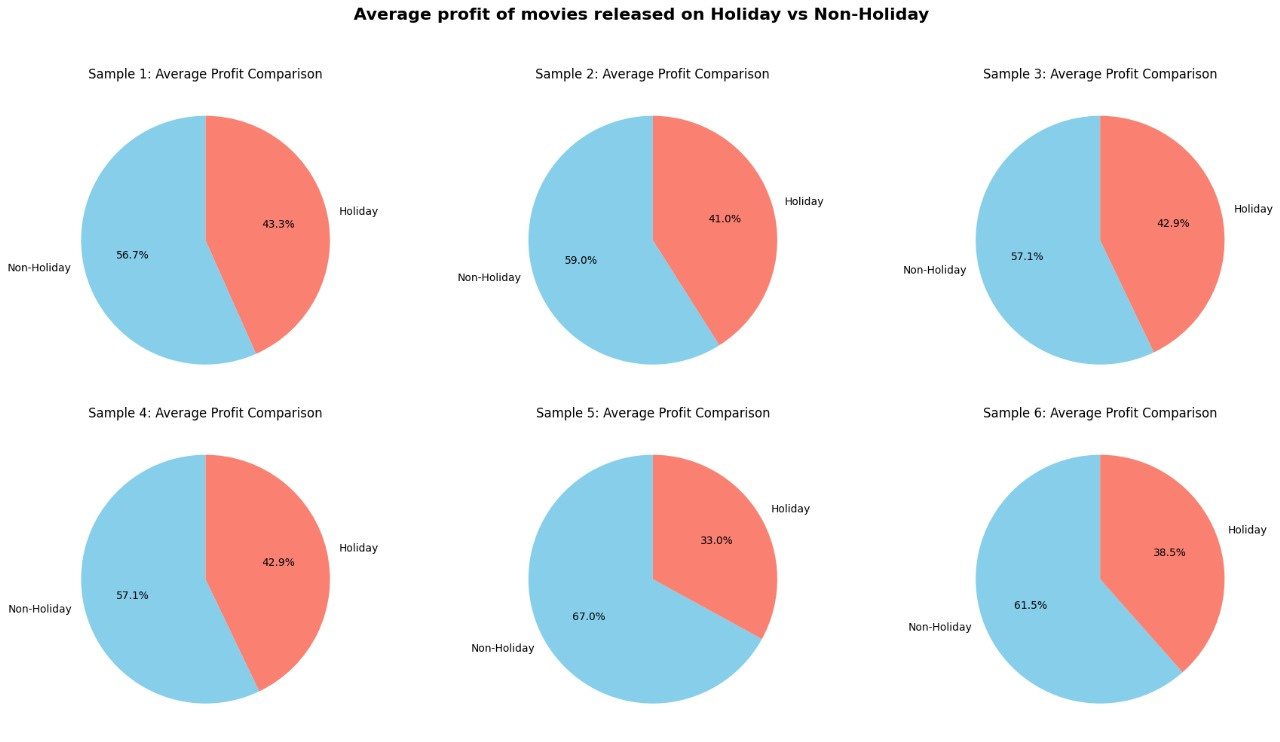 Average profit of movies released on Holiday vs Non-Holiday
Sample 1: Average Profit Comparison
Holiday
43.3%
56.7%
Non-Holiday
Sample 2: Average Profit Comparison
Holiday
41.0%
59.0%
Non-Holiday
Sample 3: Average Profit Comparison
Holiday
42.9%
57.1%
Non-Holiday
Sample 4: Average Profit Comparison
Holiday
42.9%
57.1%
Non-Holiday
Sample 5: Average Profit Comparison
Holiday
33.0%
67.0%
Non-Holiday
Sample 6: Average Profit Comparison
Holiday
38.5%
61.5%
Non-Holiday